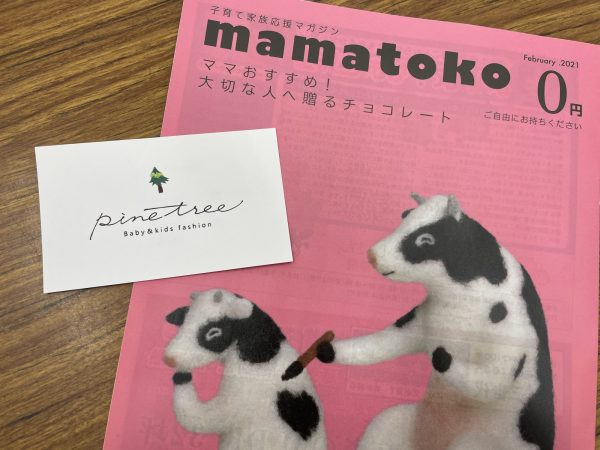 子育て家族応援マガジン
mamatoko
February .2021
0円
ご自由にお持ちください
ママおすすめ！
大切な人へ贈るチョコレート
pinetree
Baby&kids fashion